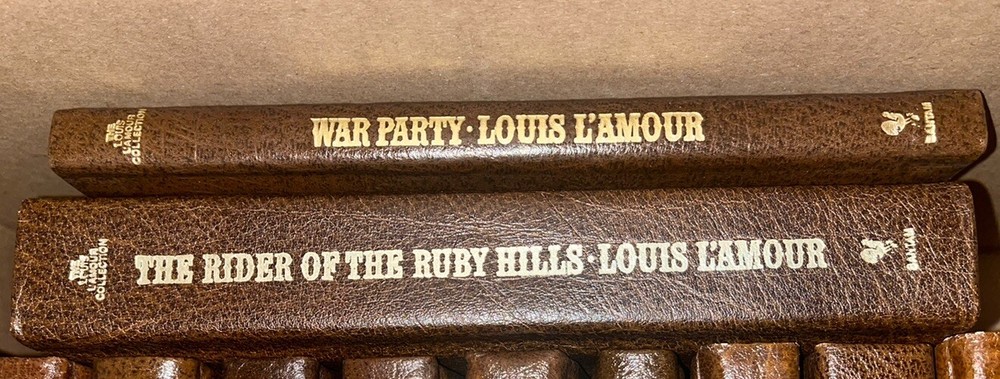 THE
LOUIS
L'AMOUR
COLLECTION
WAR PARTY · LOUIS L'AMOUR
BANTAM
THE
LOUIS
L'AMOUR
COLLECTION
THE RIDER OF THE RUBY HILLS · LOUIS L'AMOUR
BANTAM